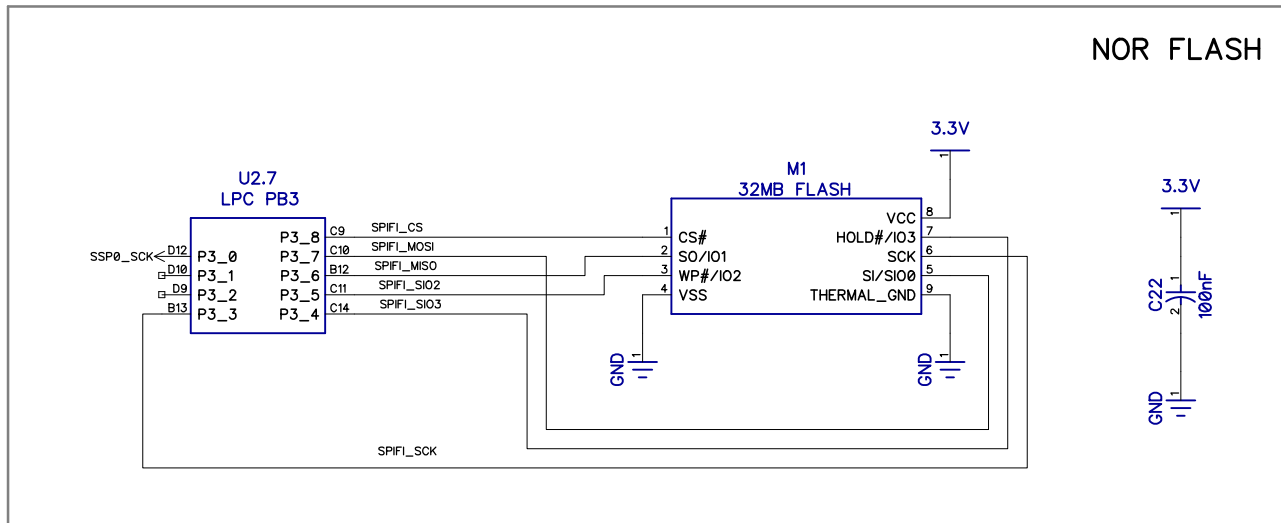 NOR FLASH
U2.7
LPC PB3
SSP0_SCK
D12
D10
D9
B13
P3_0
P3_1
P3_2
P3_3
P3_8
P3_7
P3_6
P3_5
P3_4
C9
C10
B12
C11
C14
SPIFI_CS
SPIFI_MOSI
SPIFI_MISO
SPIFI_SIO2
SPIFI_SIO3
SPIFI_SCK
M1
32MB FLASH
1
2
3
4
CS#
SO/IO1
WP#/IO2
VSS
VCC
HOLD#/IO3
SCK
SI/SIO0
THERMAL_GND
8
7
6
5
9
3.3V
1
GND
1
GND
1
3.3V
1
1
C22
100nF
2
1
GND